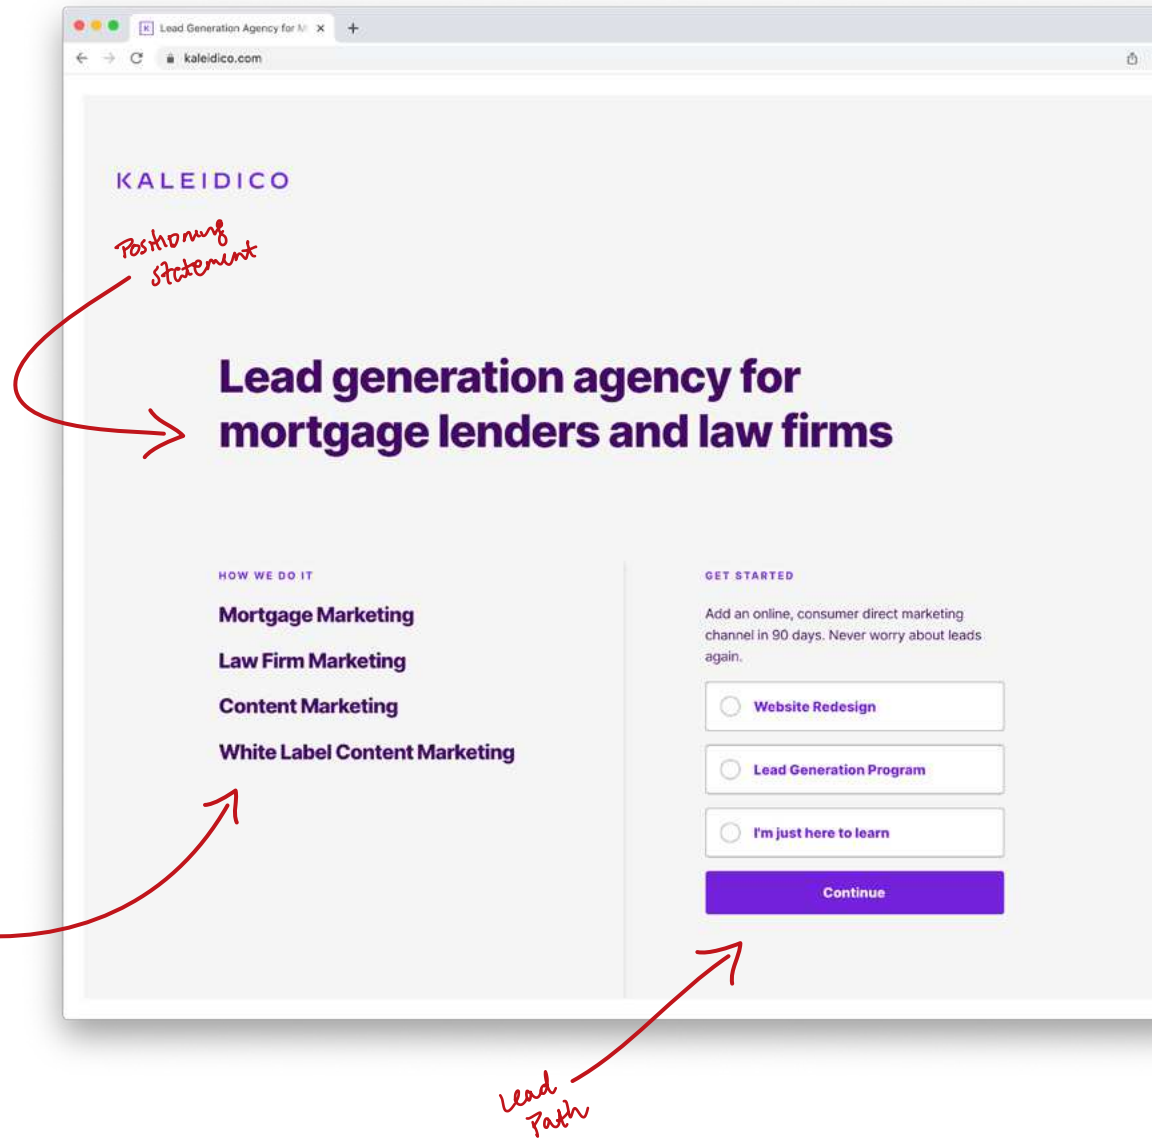 Lead Generation Agency for M
kaleidico.com
KALEIDICO
Positioning
statement
Lead generation agency for
mortgage lenders and law firms
HOW WE DO IT
Mortgage Marketing
Law Firm Marketing
Content Marketing
White Label Content Marketing
GET STARTED
Add an online, consumer direct marketing
channel in 90 days. Never worry about leads
again.
Website Redesign
Lead Generation Program
I'm just here to learn
Continue
Lead
Path